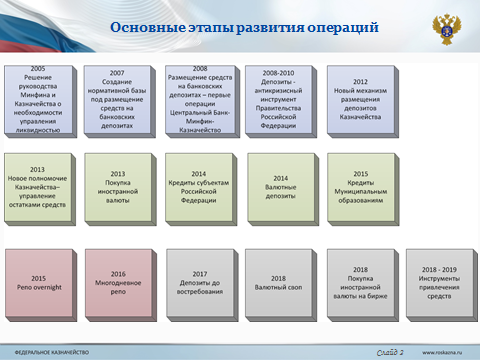 Основные этапы развития операций
2005
Решение
руководства
Минфина и
Казначейства о
необходимости
управления
ликвидностью
2007
Создание
нормативной базы
под размещение
средств на
банковских
депозитах
2008
Размещение средств
на банковских
депозитах – первые
операции
Центральный Банк-
Минфин-
Казначейство
2008-2010
Депозиты -
антикризисный
инструмент
Правительства
Российской
Федерации
2012
Новый механизм
размещения
депозитов
Казначейства
2013
Новое полномочие
Казначейства–
управление
остатками средств
2013
Покупка
иностранной
валюты
2014
Кредиты субъектам
Российской
Федерации
2014
Валютные
депозиты
2015
Кредиты
Муниципальным
образованиям
2015
Репо overnight
2016
Многодневное
репо
2017
Депозиты до
востребования
2018
Валютный своп
2018
Покупка
иностранной
валюты на бирже
2018 - 2019
Инструменты
привлечения
средств
ФЕДЕРАЛЬНОЕ КАЗНАЧЕЙСТВО
Слайд 2
www.roskazna.ru